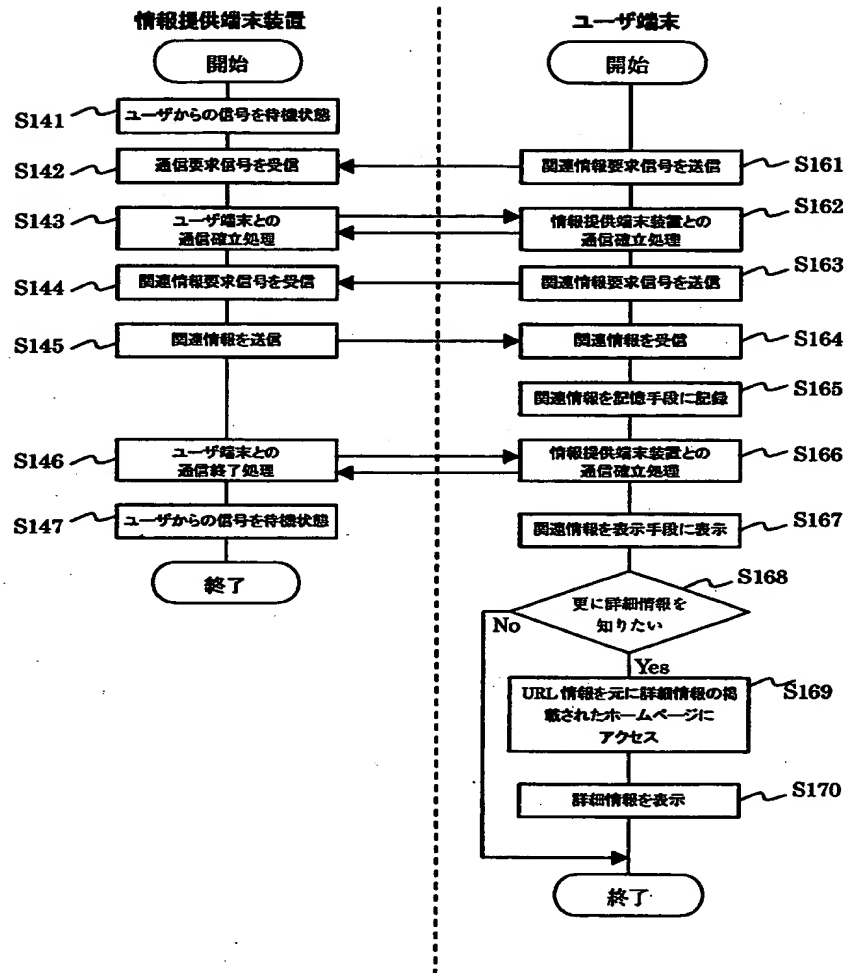 情報提供端末装置
開始
S141
ユーザからの信号を待機状態
S142
通信要求信号を受信
S143
ユーザ端末との
通信確立処理
S144
関連情報要求信号を受信
S145
関連情報を送信
S146
ユーザ端末との
通信終了処理
S147
ユーザからの信号を待機状態
終了
ユーザ端末
開始
関連情報要求信号を送信
S161
情報提供端末装置との
通信確立処理
S162
関連情報要求信号を送信
S163
関連情報を受信
S164
関連情報を記憶手段に記録
S165
情報提供端末装置との
通信確立処理
S166
関連情報を表示手段に表示
S167
更に詳細情報を
知りたい
S168
No
Yes
URL 情報を元に詳細情報の掲
載されたホームページに
アクセス
S169
詳細情報を表示
S170
終了